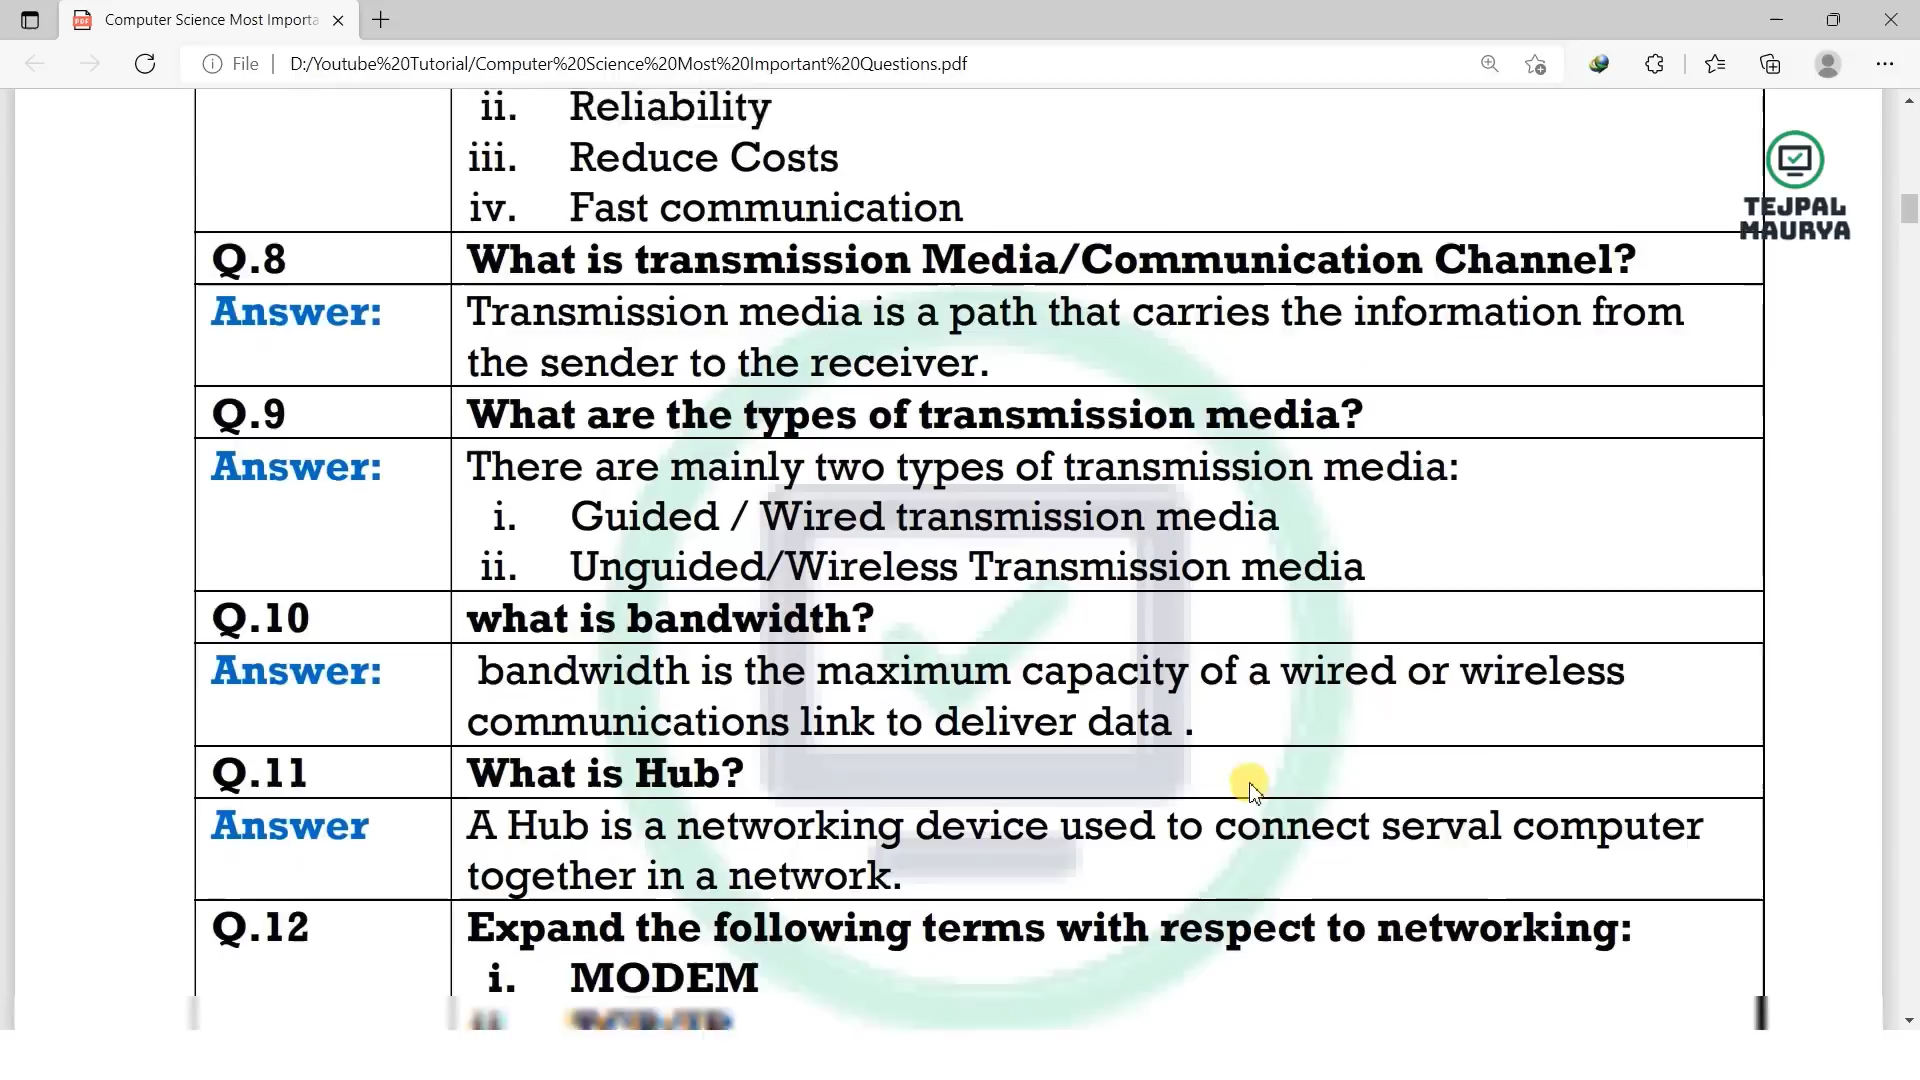 Computer Science Most Importa
File
D:/Youtube%20Tutorial/Computer%20Science%20Most%20Important%20Questions.pdf
ii. Reliability
iii. Reduce Costs
iv. Fast communication
TEJPAL
MAURYA
Q.8 What is transmission Media/Communication Channel?
Answer: Transmission media is a path that carries the information from
the sender to the receiver.
Q.9 What are the types of transmission media?
Answer: There are mainly two types of transmission media:
i. Guided / Wired transmission media
ii. Unguided/Wireless Transmission media
Q.10 what is bandwidth?
Answer: bandwidth is the maximum capacity of a wired or wireless
communications link to deliver data .
Q.11 What is Hub?
Answer A Hub is a networking device used to connect serval computer
together in a network.
Q.12 Expand the following terms with respect to networking:
i. MODEM